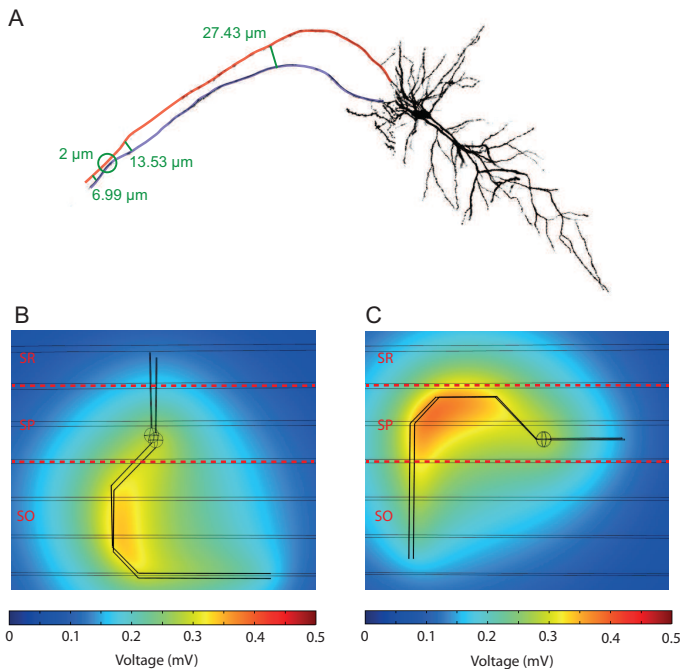 A
27.43 µm
2 µm
13.53 µm
6.99 µm
B
C
SR
SR
SP
SP
SO
SO
0 0.1 0.2 0.3 0.4 0.5
0 0.1 0.2 0.3 0.4 0.5
Voltage (mV)
Voltage (mV)